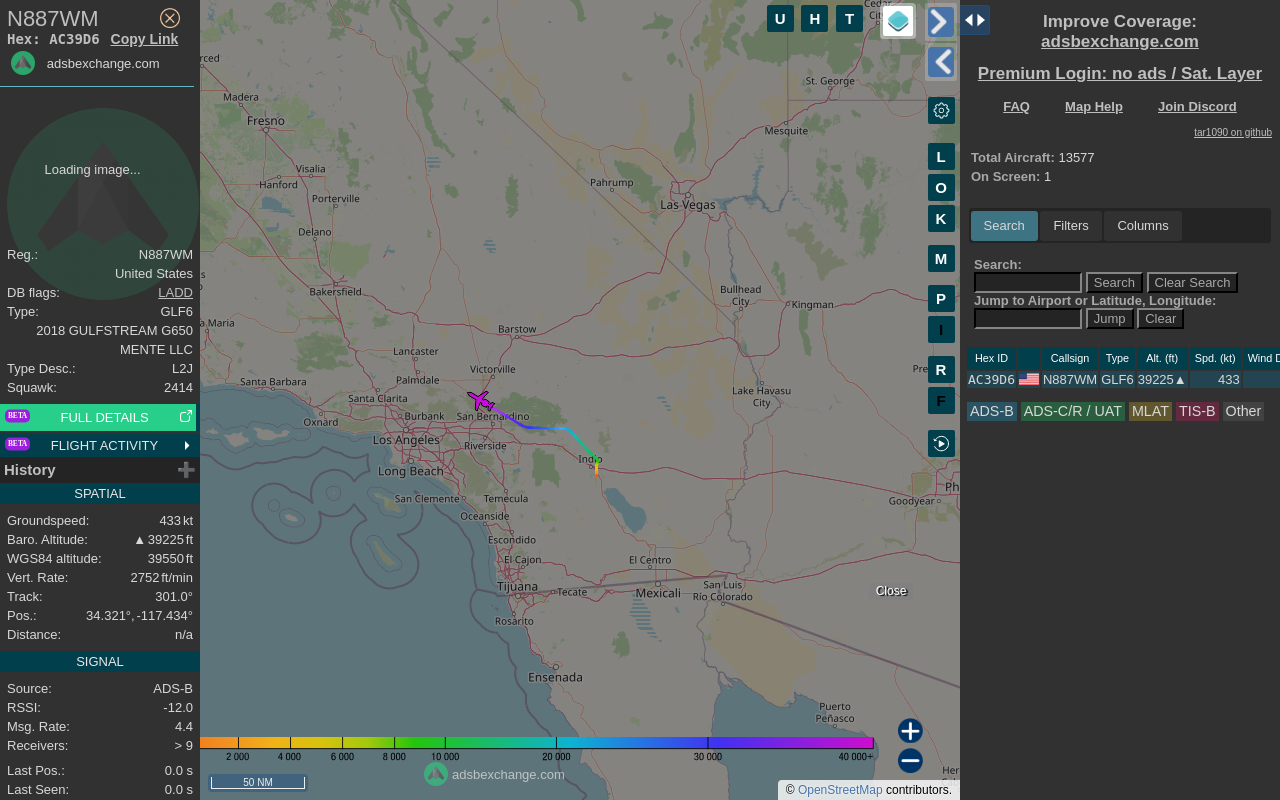 N887WM
Hex: AC39D6 Copy Link
adsbexchange.com
Loading image...
Reg.: N887WM
United States
DB flags: LADD
Type: GLF6
2018 GULFSTREAM G650
MENTE LLC
Type Desc.: L2J
Squawk: 2414
BETA FULL DETAILS
BETA FLIGHT ACTIVITY
History
SPATIAL
Groundspeed: 433 kt
Baro. Altitude: ▲ 39225 ft
WGS84 altitude: 39550 ft
Vert. Rate: 2752 ft/min
Track: 301.0°
Pos.: 34.321°, -117.434°
Distance: n/a
SIGNAL
Source: ADS-B
RSSI: -12.0
Msg. Rate: 4.4
Receivers: > 9
Last Pos.: 0.0 s
Last Seen: 0.0 s
U H T
L
O
K
M
P
I
R
F
Cedar
City
rced
Madera
Fresno
St. George
Mesquite
Visalia
Hanford
Porterville
Pahrump
Las Vegas
Delano
Bakersfield
Bullhead
City
Kingman
a Maria
Barstow
Lancaster
Victorville
Palmdale
Santa Barbara
Santa Clarita
Lake Havasu
City
Pre
Oxnard
Burbank
San Bernardino
Los Angeles
Riverside
Indio
Long Beach
San Clemente
Temecula
Goodyear
Ph
Oceanside
Escondido
El Cajon
El Centro
Tijuana
Tecate
Mexicali
San Luis
Río Colorado
Rosarito
Ensenada
Puerto
Peñasco
Her
Close
2 000 4 000 6 000 8 000 10 000 20 000 30 000 40 000+
adsbexchange.com
50 NM
© OpenStreetMap contributors.
Improve Coverage:
adsbexchange.com
Premium Login: no ads / Sat. Layer
FAQ Map Help Join Discord
tar1090 on github
Total Aircraft: 13577
On Screen: 1
Search Filters Columns
Search:
Search Clear Search
Jump to Airport or Latitude, Longitude:
Jump Clear
Hex ID Callsign Type Alt. (ft) Spd. (kt) Wind D
AC39D6 N887WM GLF6 39225▲ 433
ADS-B ADS-C/R / UAT MLAT TIS-B Other